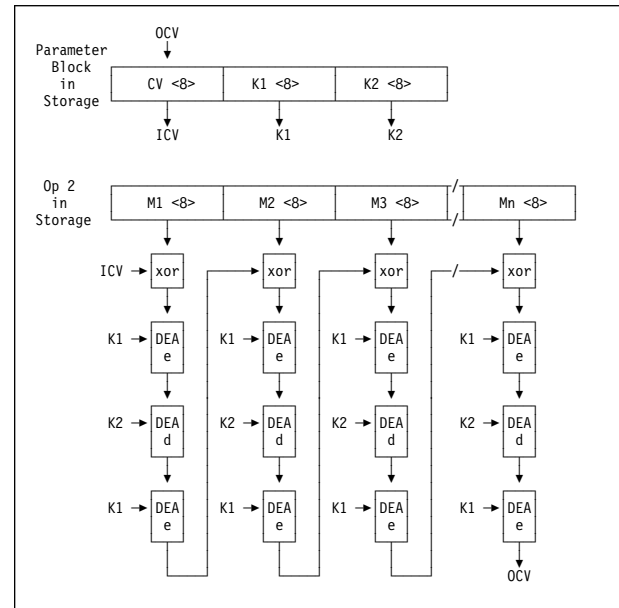 OCV
Parameter
Block
in
Storage
CV <8> K1 <8> K2 <8>
ICV K1 K2
Op 2
in
Storage
M1 <8> M2 <8> M3 <8> / / Mn <8>
ICV xor xor xor / xor
K1 DEA e K1 DEA e K1 DEA e K1 DEA e
K2 DEA d K2 DEA d K2 DEA d K2 DEA d
K1 DEA e K1 DEA e K1 DEA e K1 DEA e
OCV